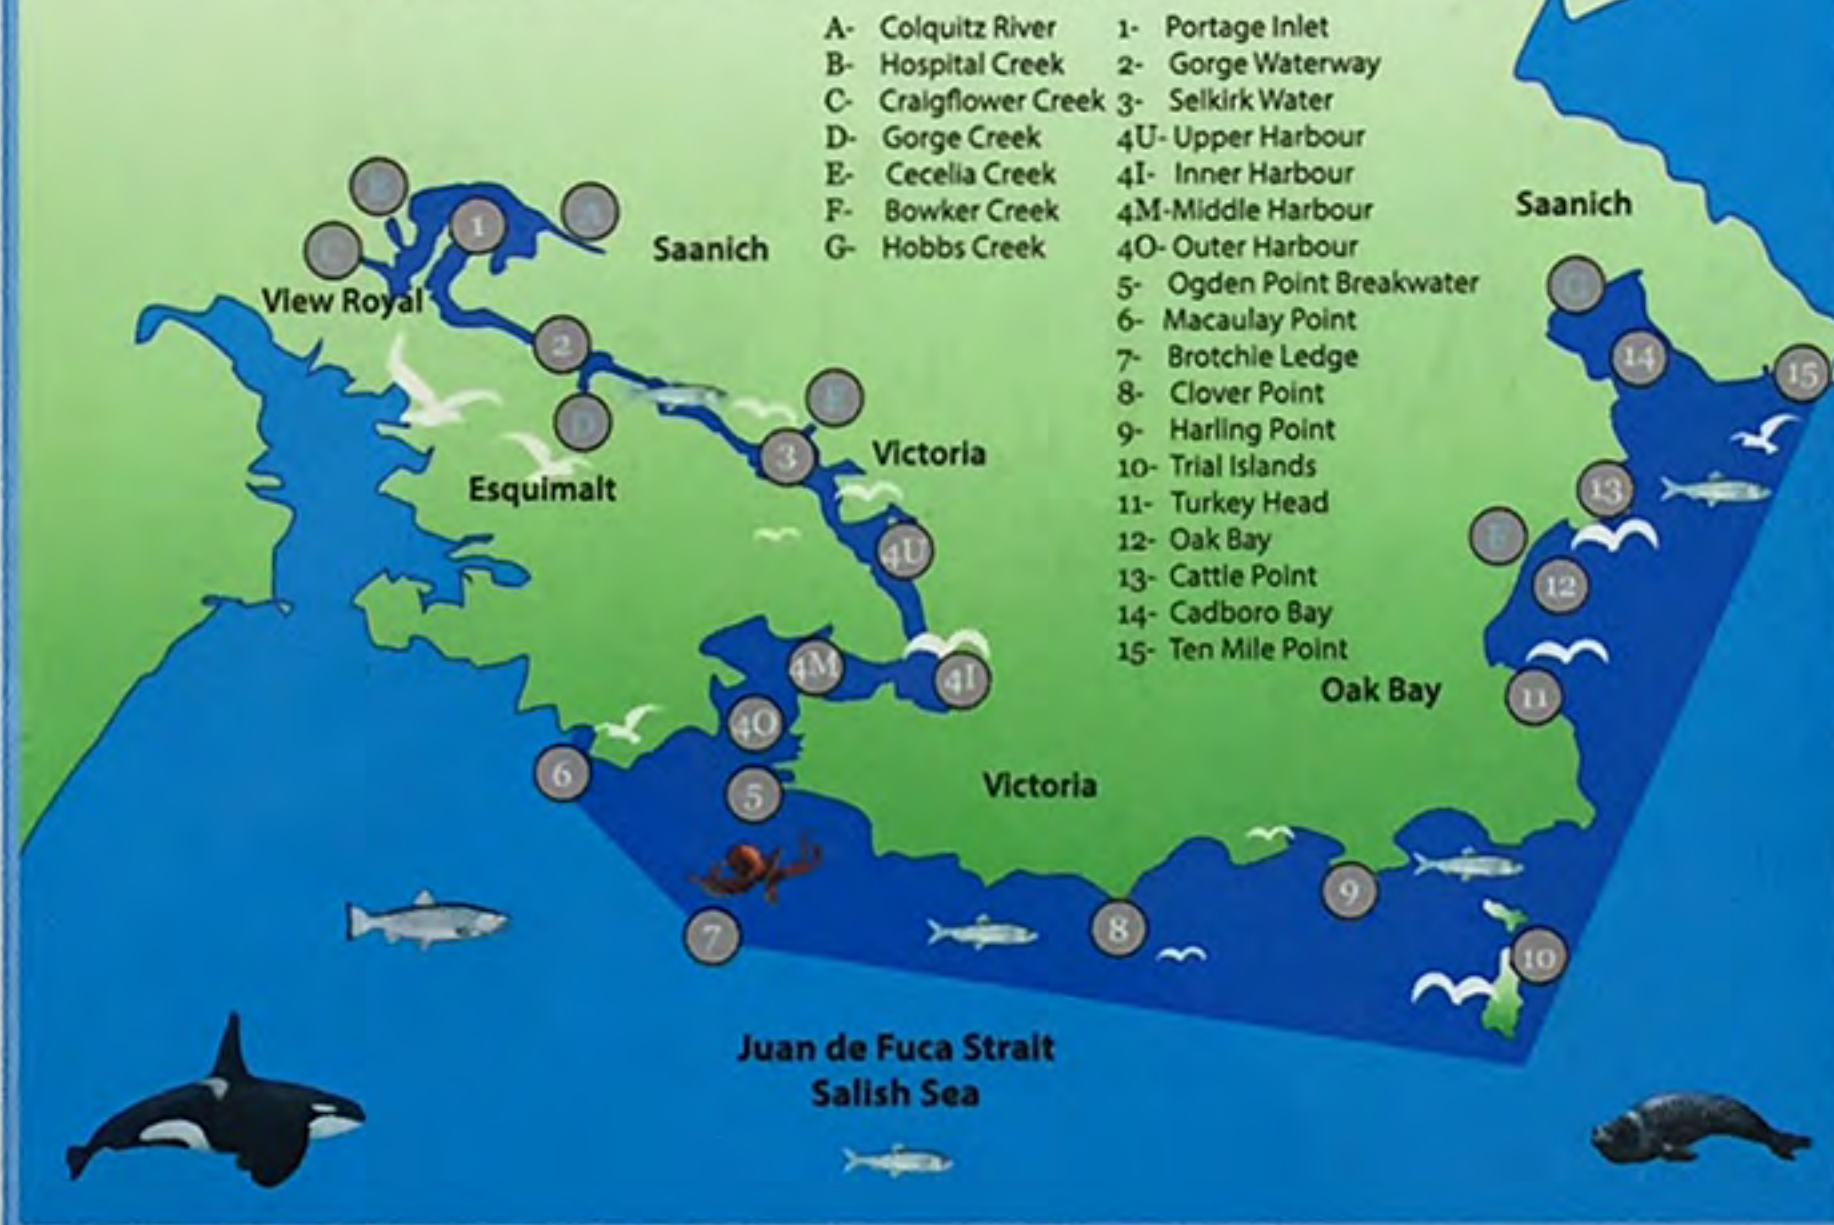 A- Colquitz River
B- Hospital Creek
C- Craigflower Creek
D- Gorge Creek
E- Cecelia Creek
F- Bowker Creek
G- Hobbs Creek
1- Portage Inlet
2- Gorge Waterway
3- Selkirk Water
4U- Upper Harbour
4I- Inner Harbour
4M- Middle Harbour
4O- Outer Harbour
5- Ogden Point Breakwater
6- Macaulay Point
7- Brotchie Ledge
8- Clover Point
9- Harling Point
10- Trial Islands
11- Turkey Head
12- Oak Bay
13- Cattle Point
14- Cadboro Bay
15- Ten Mile Point
B
1
A
C
Saanich
View Royal
2
D
E
3
Victoria
Esquimalt
4U
4M
4I
4O
6
5
Victoria
Saanich
G
14
15
13
F
12
Oak Bay
11
9
7
8
10
Juan de Fuca Strait
Salish Sea